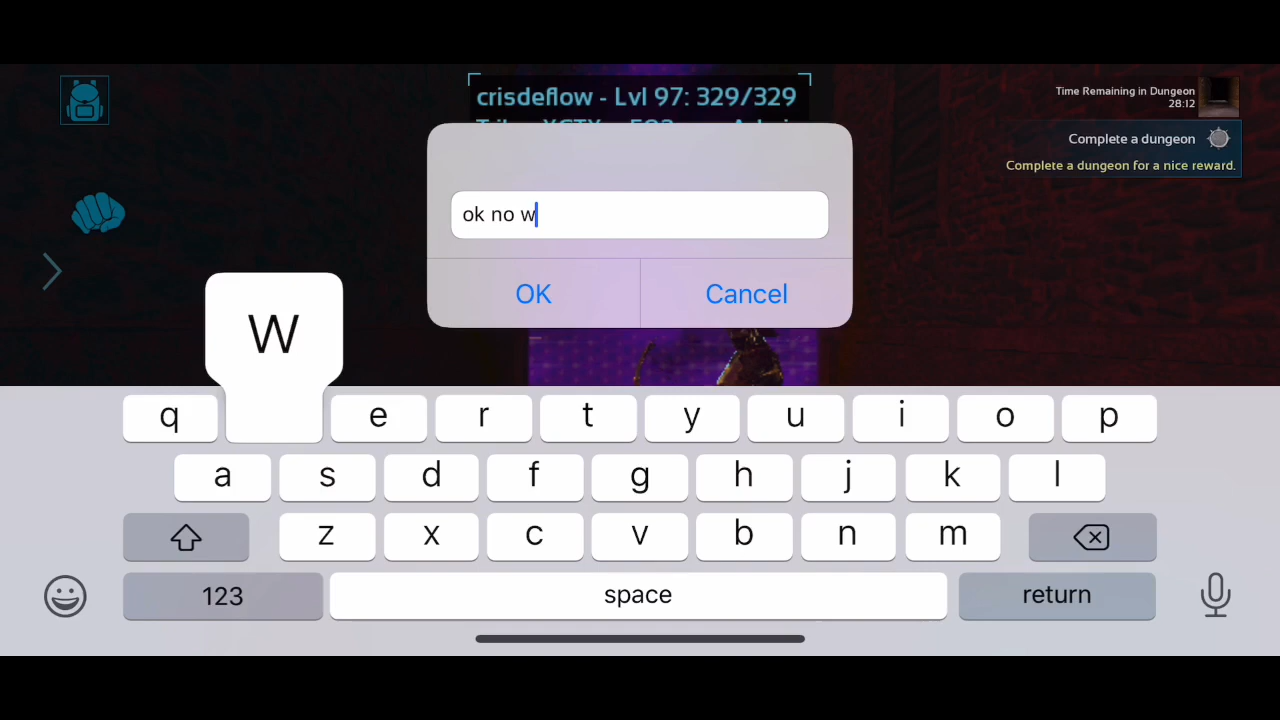 crisdeflow - Lvl 97: 329/329
Time Remaining in Dungeon
28:12
Complete a dungeon
Complete a dungeon for a nice reward.
ok no w
OK Cancel
W
q e r t y u i o p
a s d f g h j k l
z x c v b n m
123 space return